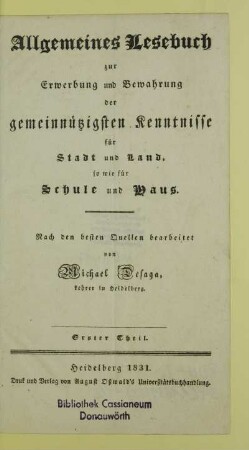 Allgemeines Lesebuch
zur
Erwerbung und Bewahrung
der
gemeinnützigsten Kenntnisse
für
Stadt und Land,
so wie für
Schule und Haus.
Nach den besten Quellen bearbeitet
von
Michael Desaga,
Lehrer in Heidelberg.
Erster Theil.
Heidelberg 1831.
Druck und Verlag von August Oßwald's Universitätsbuchhandlung.
Bibliothek Cassianeum
Donauwörth